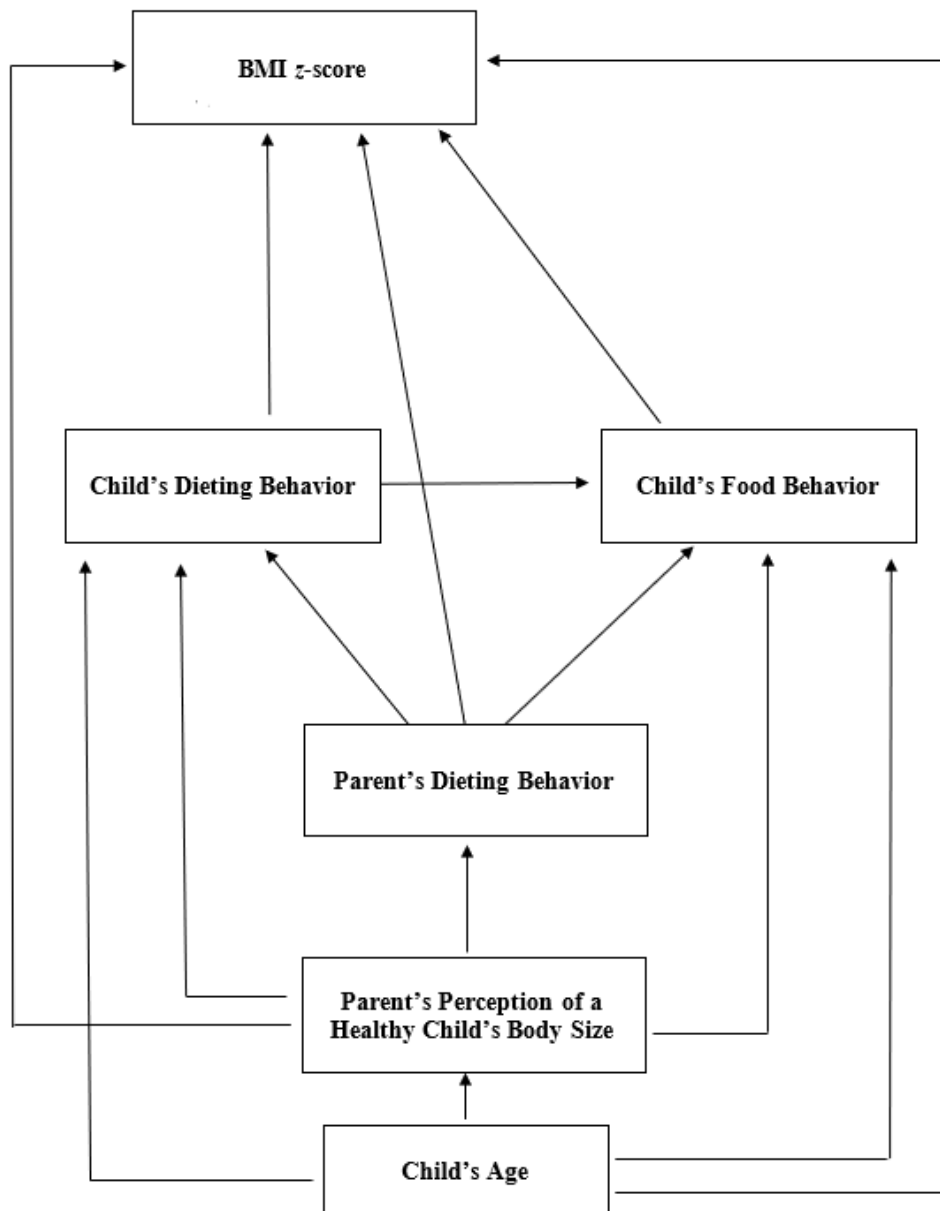 BMI z-score
Child's Dieting Behavior
Child's Food Behavior
Parent's Dieting Behavior
Parent's Perception of a
Healthy Child's Body Size
Child's Age